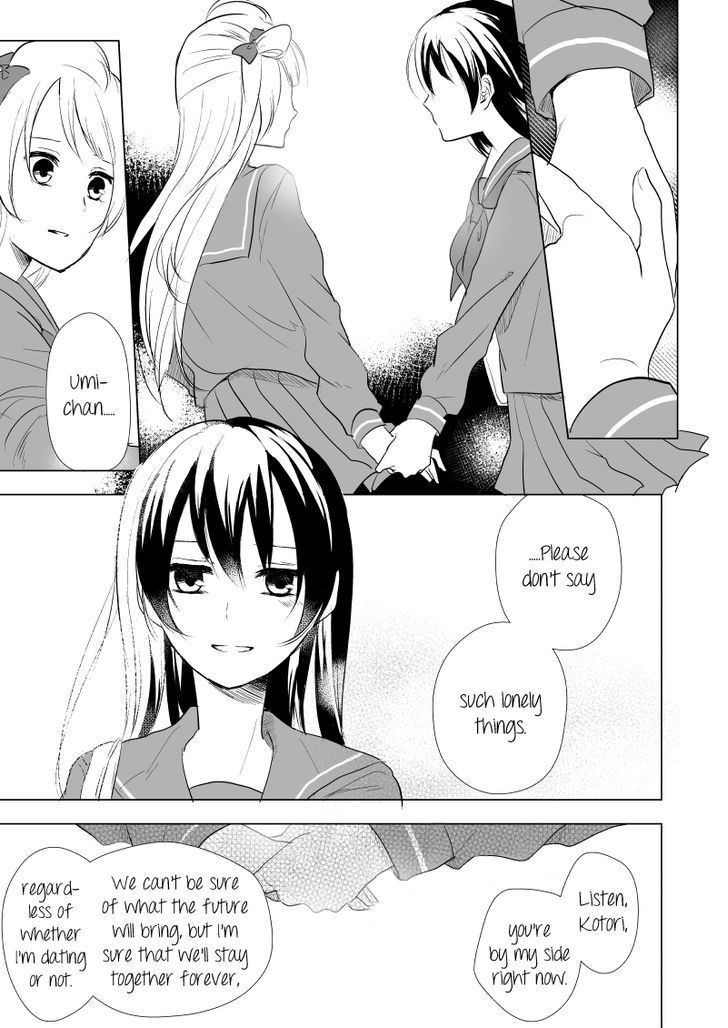 Umi-
chan.....
.....Please
don't say
such lonely
things.
Listen,
Kotori,
you're
by my side
right now.
We can't be sure
of what the future
will bring, but I'm
sure that we'll stay
together forever,
regard-
less of
whether
I'm dating
or not.